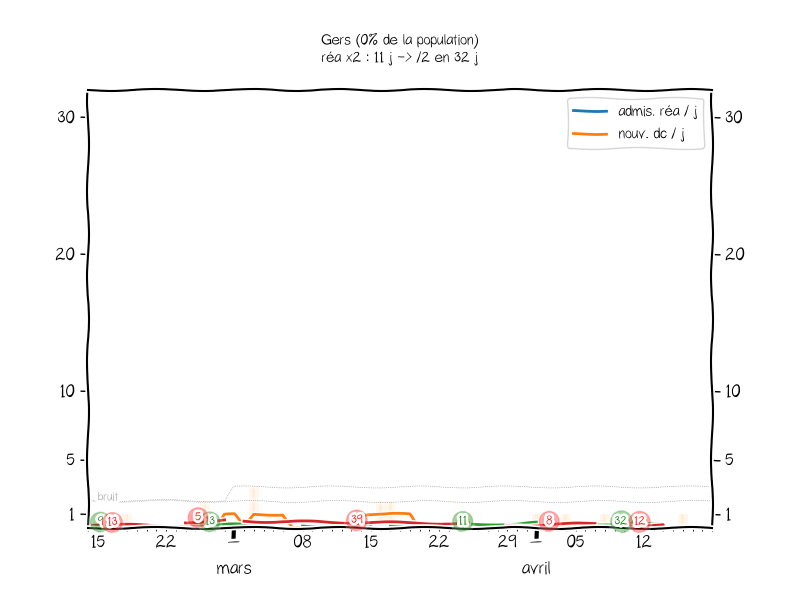 Gers (0% de la population)
réa x2 : 11 j -> /2 en 32 j
admis. réa / j
nouv. dc / j
30 30
20 20
10 10
5 5
bruit
1 9 13 5 13 39 11 8 32 12 1
15 22 08 15 22 29 05 12
mars avril